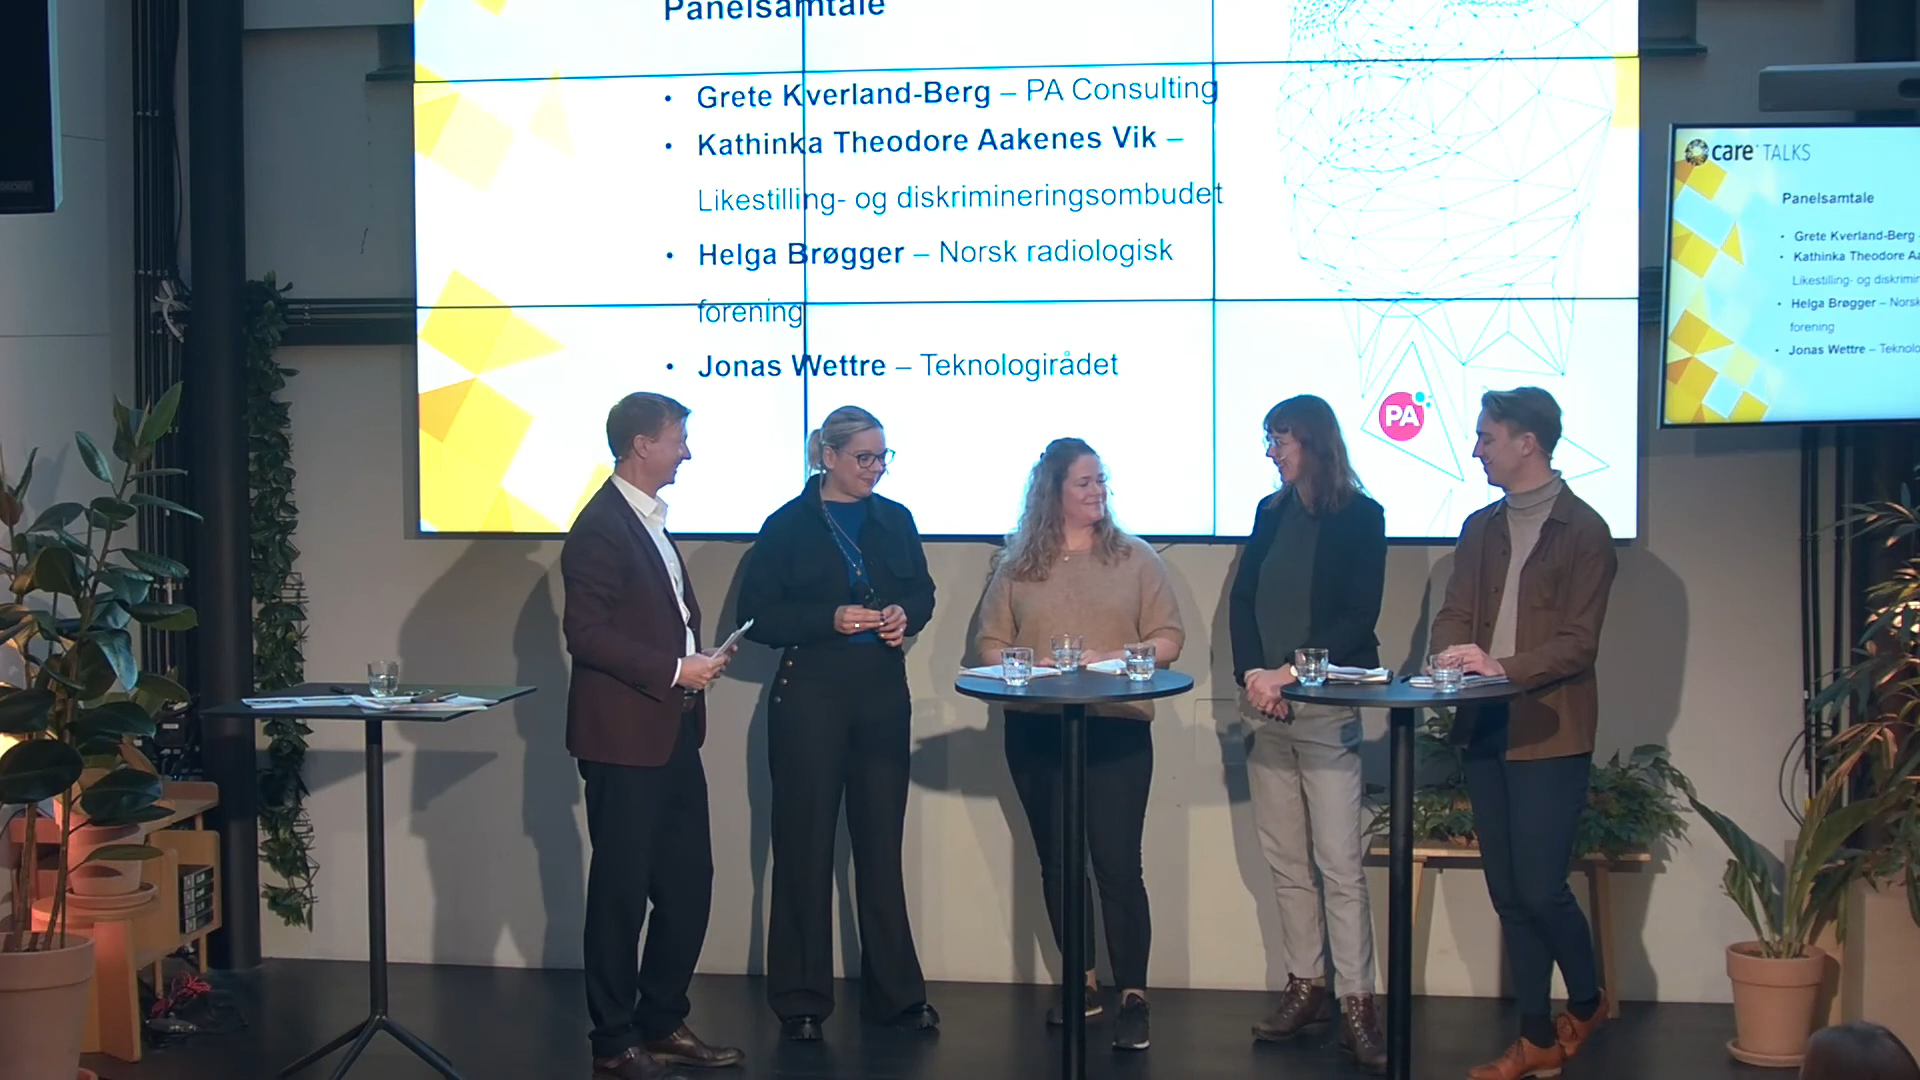 Panelsamtale
• Grete Kverland-Berg – PA Consulting
• Kathinka Theodore Aakenes Vik –
Likestilling- og diskrimineringsombudet
• Helga Brøgger – Norsk radiologisk
forening
• Jonas Wettre – Teknologirådet
PA
care TALKS
Panelsamtale
• Grete Kverland-Berg
• Kathinka Theodore
Likestilling- og
• Helga Brøgger – Norsk
forening
• Jonas Wettre –